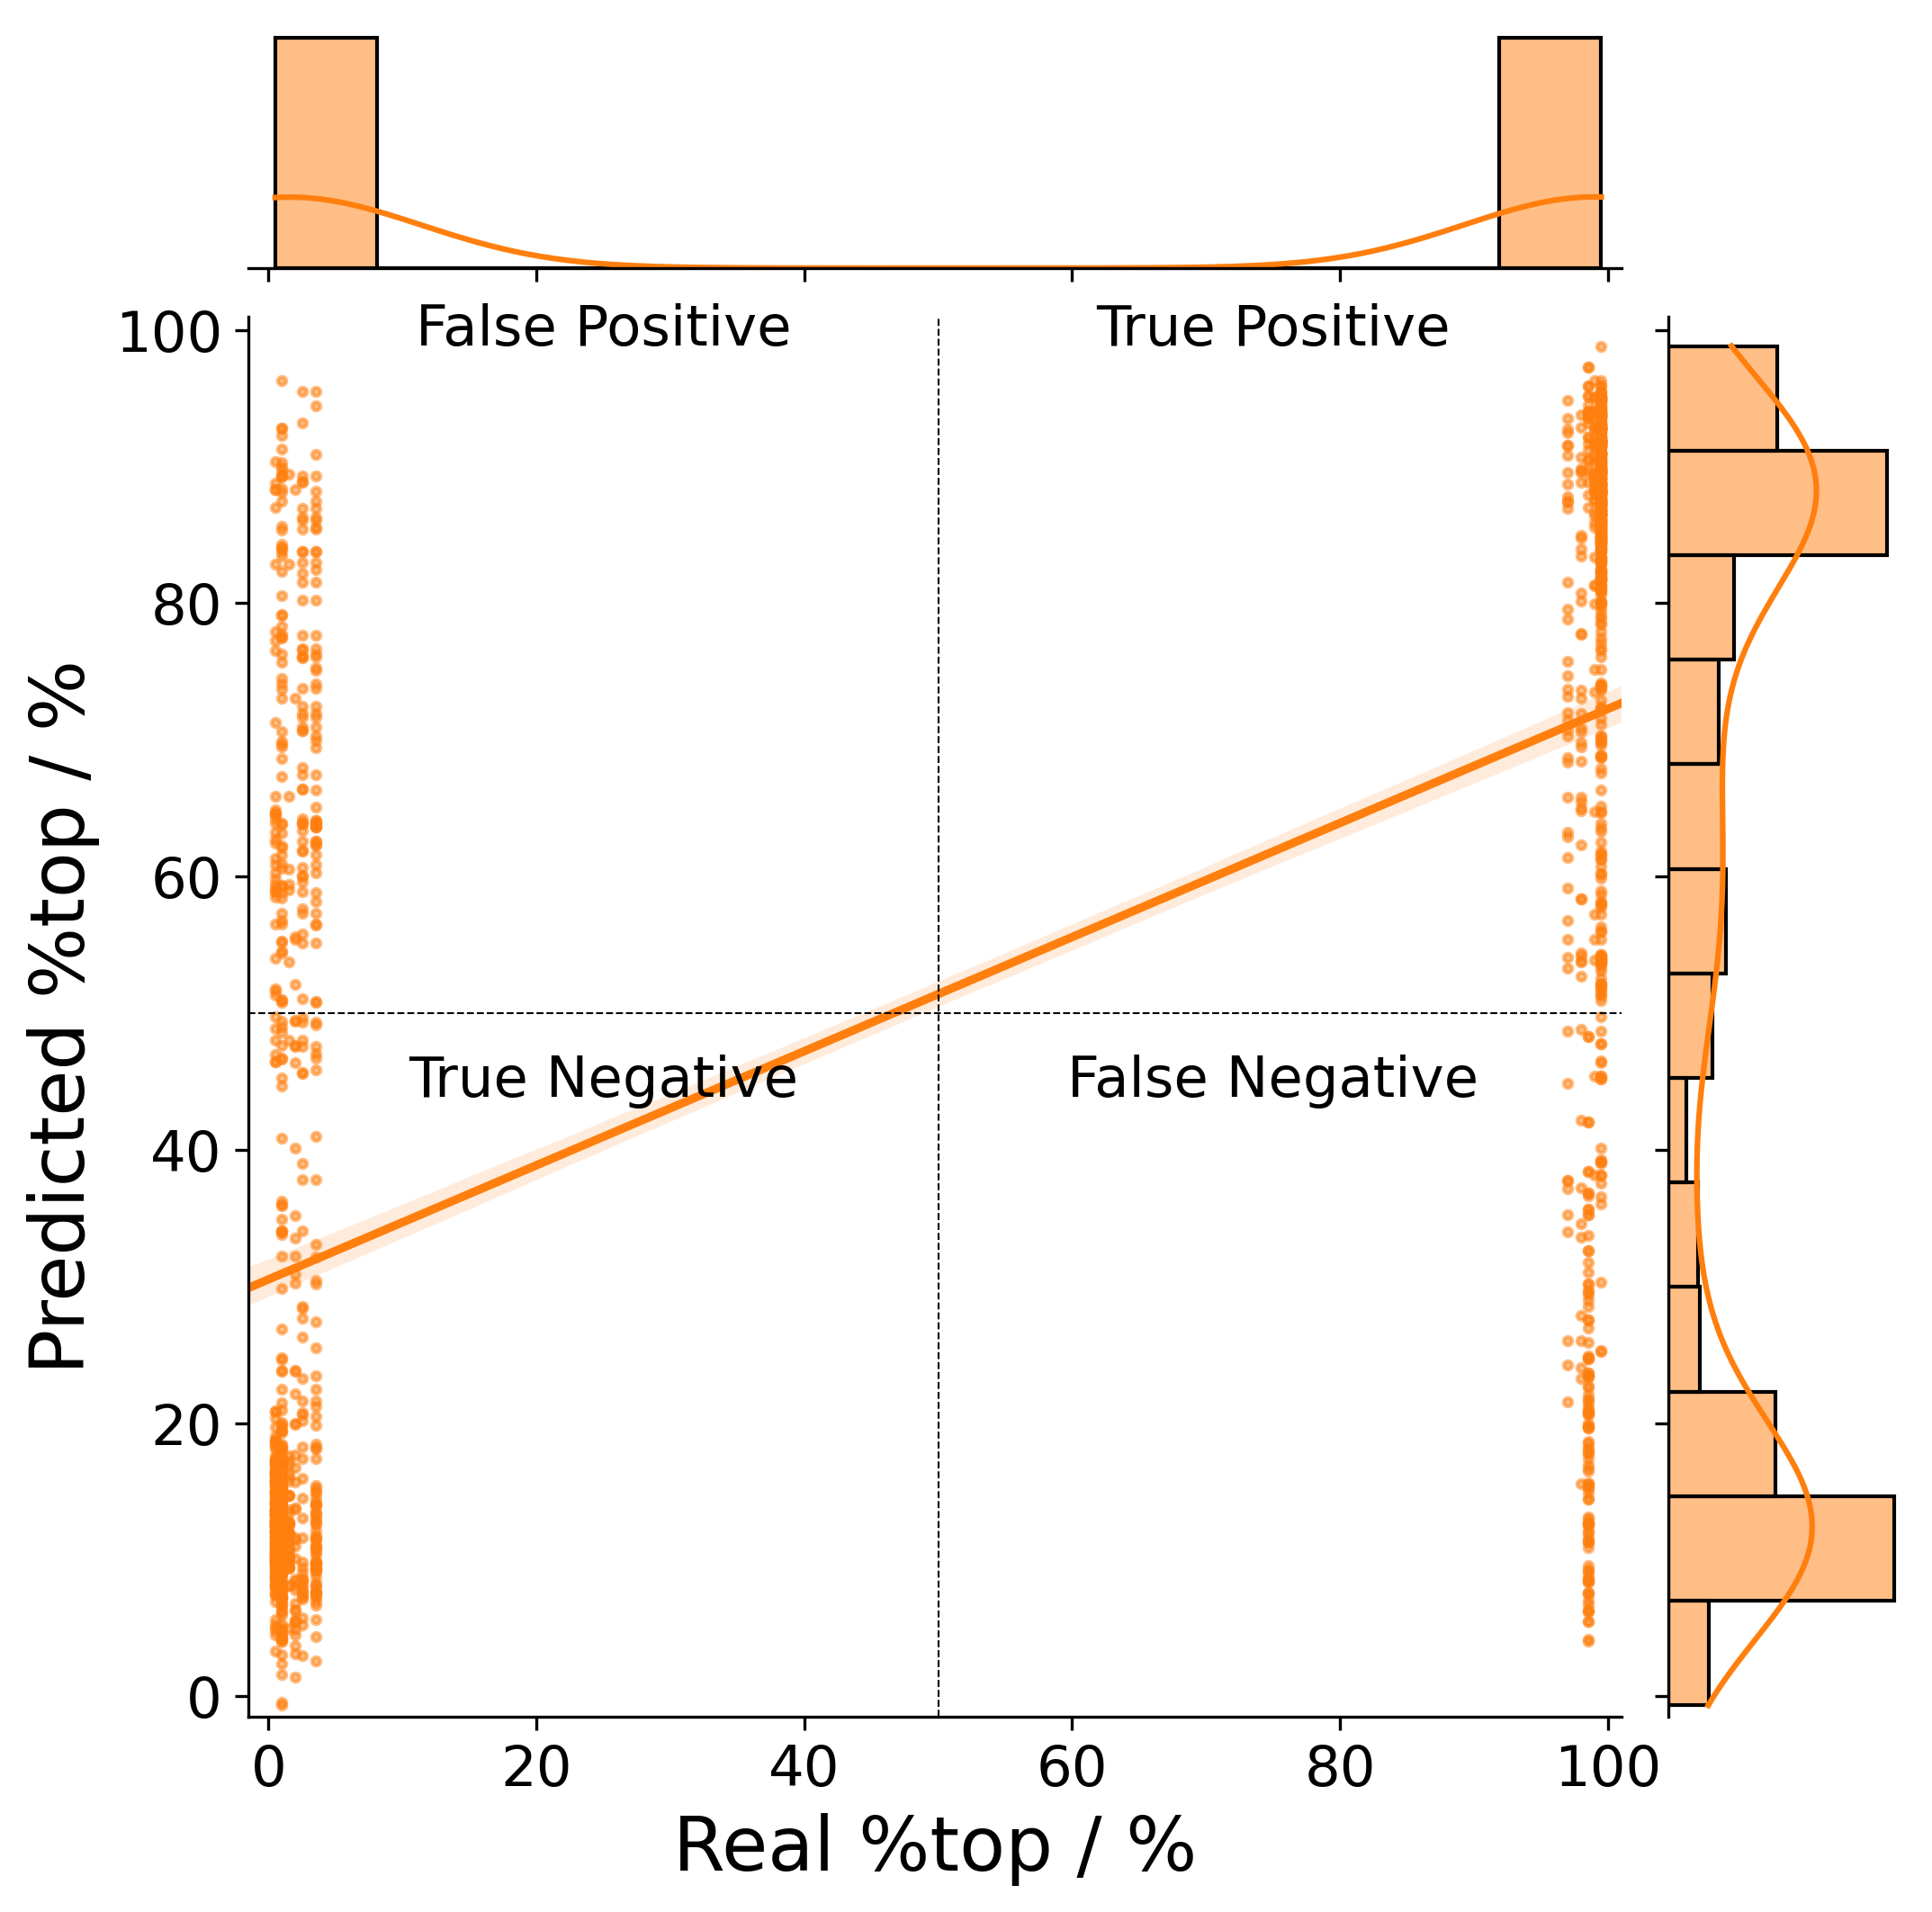 False Positive True Positive
100
80
60
40
20
0
Predicted %top / %
True Negative False Negative
0 20 40 60 80 100
Real %top / %